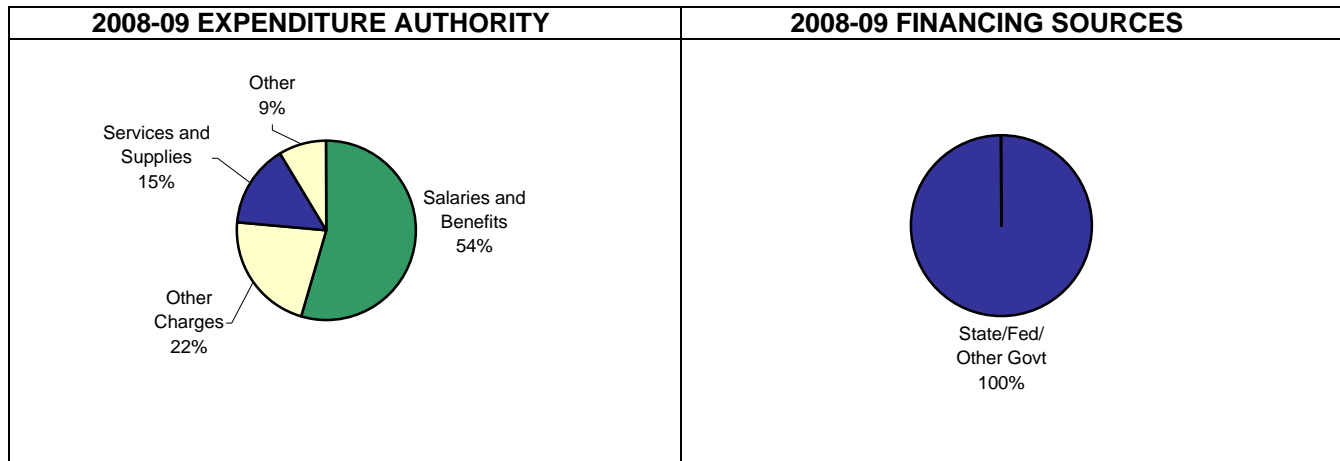 2008-09 EXPENDITURE AUTHORITY
Other
9%
Services and
Supplies
15%
Salaries and
Benefits
54%
Other
Charges
22%
2008-09 FINANCING SOURCES
State/Fed/
Other Govt
100%